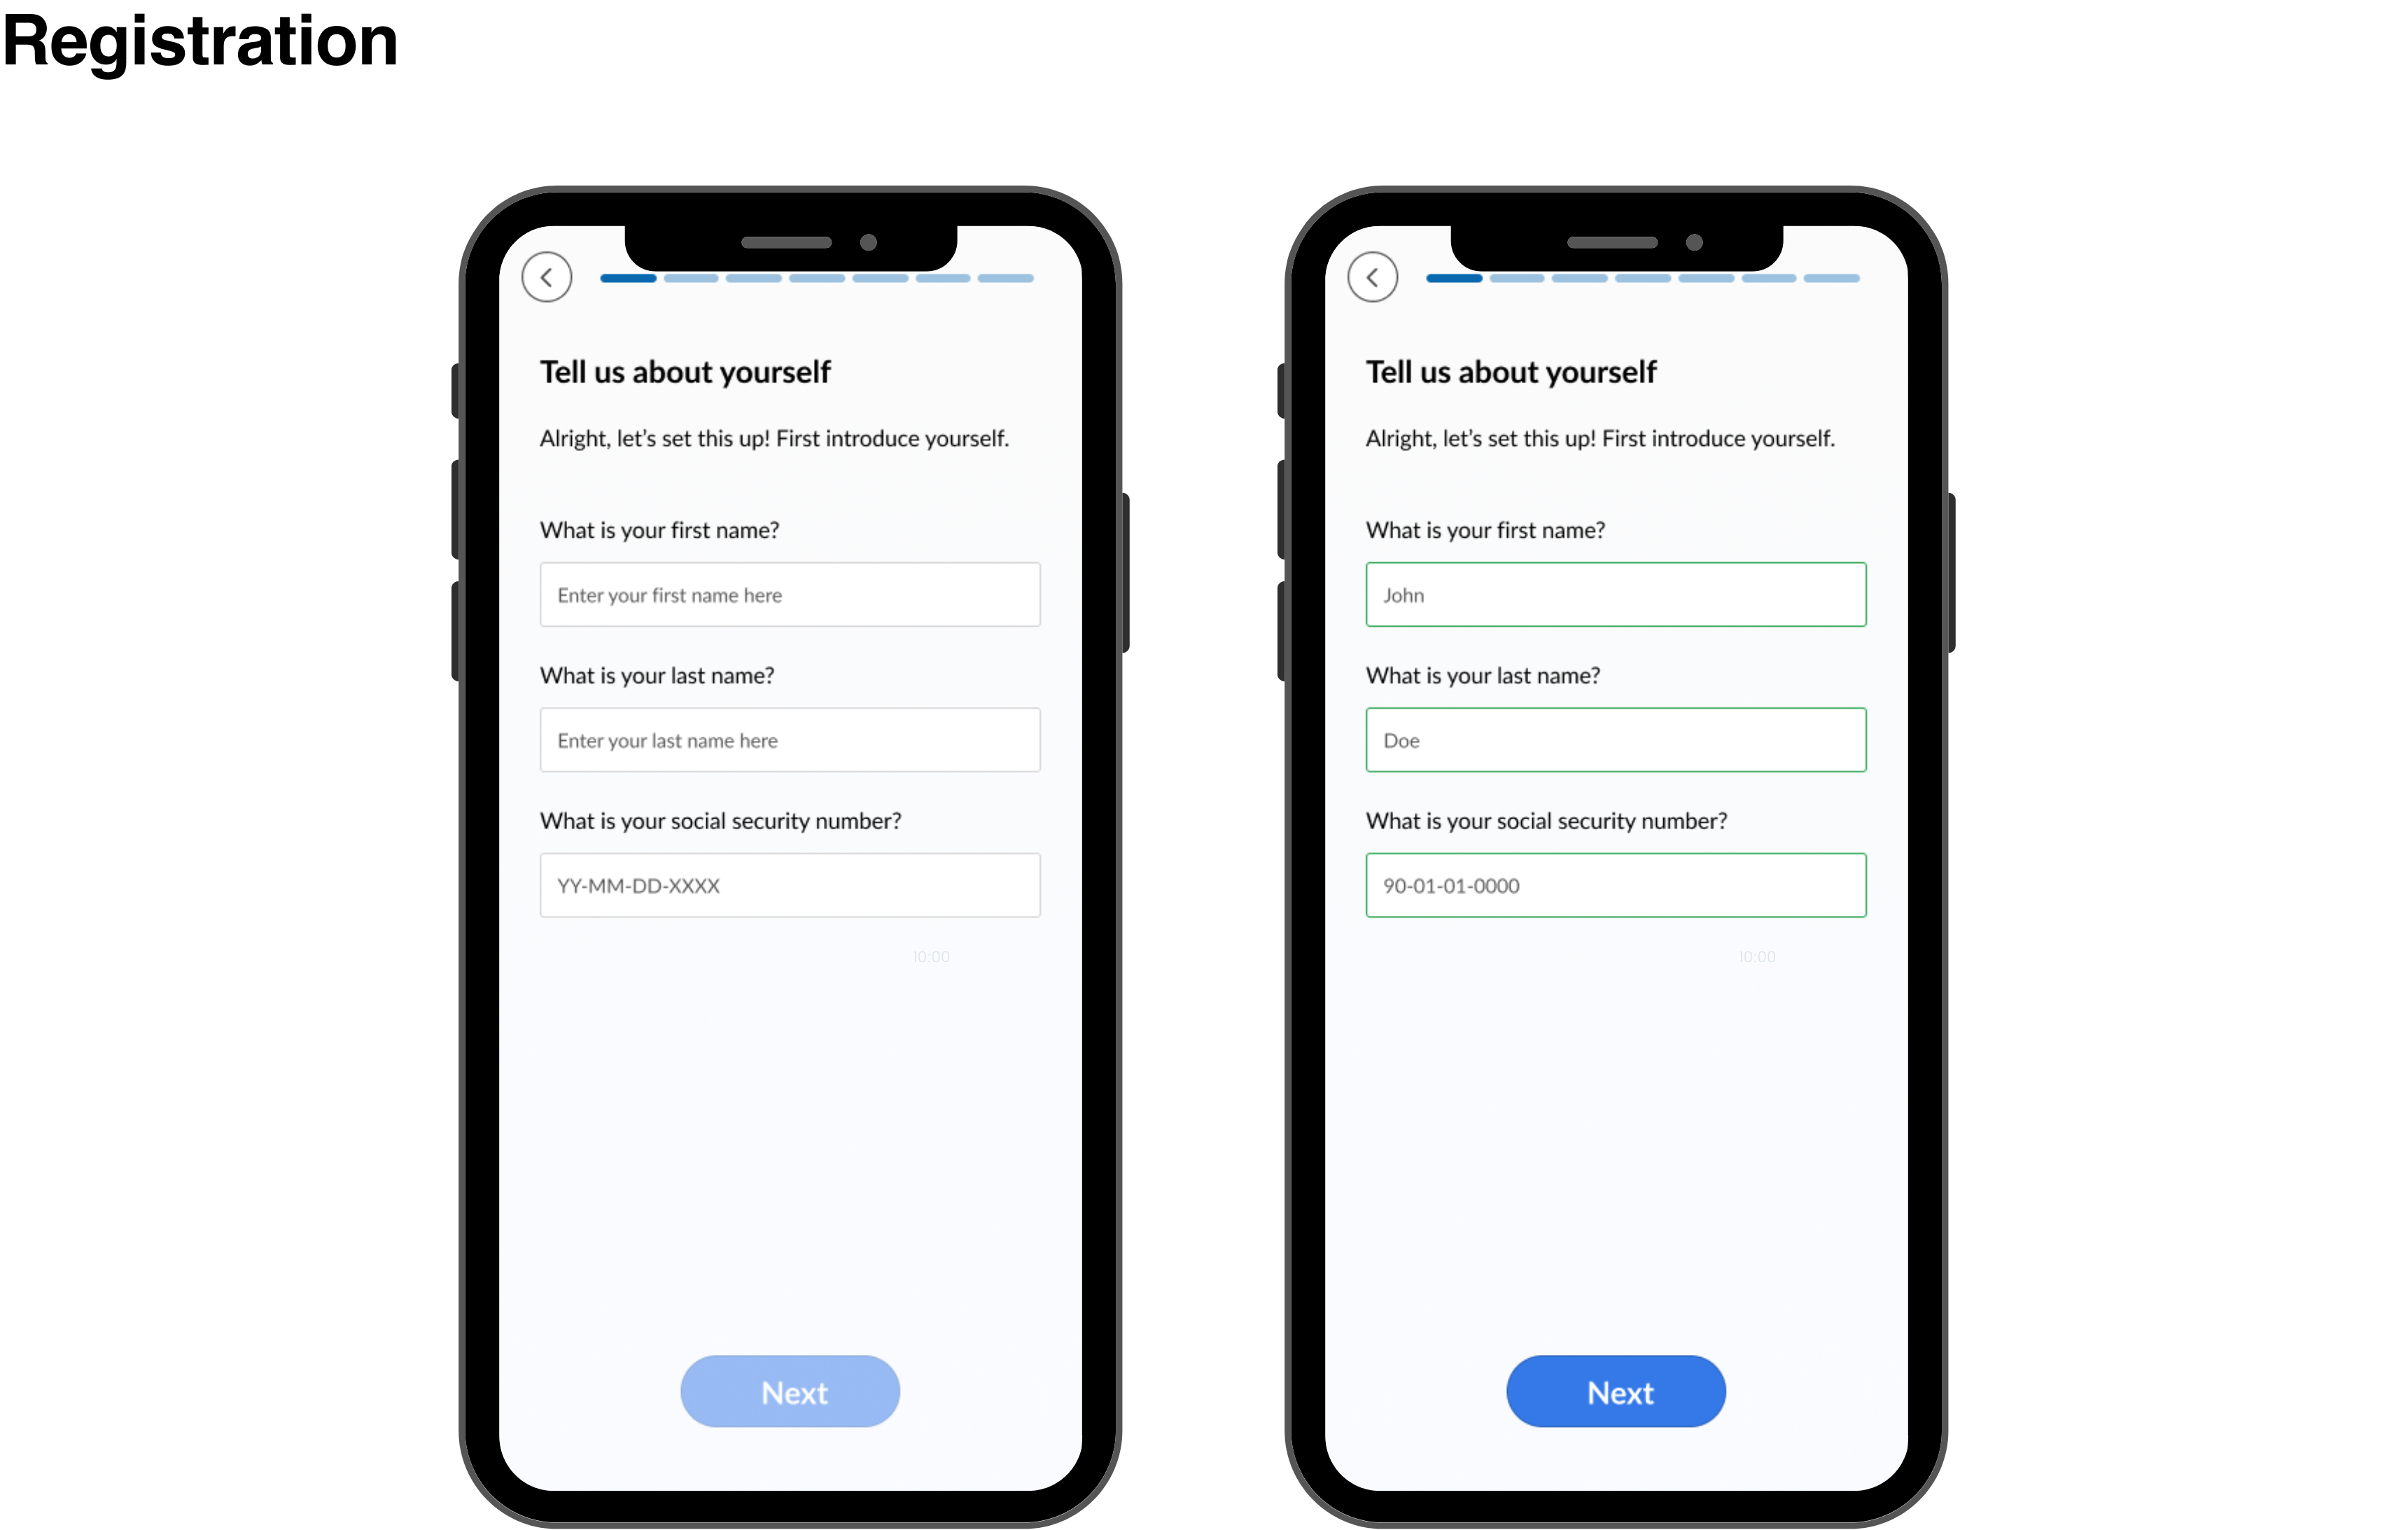 Registration
Tell us about yourself
Alright, let's set this up! First introduce yourself.
What is your first name?
Enter your first name here
What is your last name?
Enter your last name here
What is your social security number?
YY-MM-DD-XXXX
10:00
Next
Tell us about yourself
Alright, let's set this up! First introduce yourself.
What is your first name?
John
What is your last name?
Doe
What is your social security number?
90-01-01-0000
10:00
Next